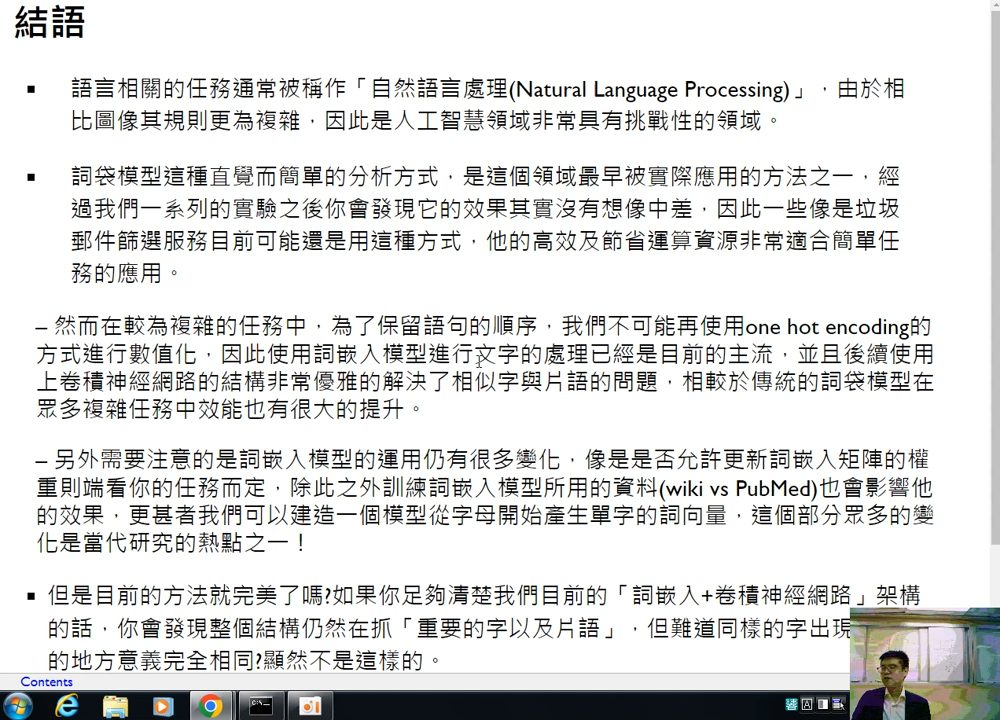 結語
▪ 語言相關的任務通常被稱作「自然語言處理(Natural Language Processing)」，由於相
比圖像其規則更為複雜，因此是人工智慧領域非常具有挑戰性的領域。
▪ 詞袋模型這種直覺而簡單的分析方式，是這個領域最早被實際應用的方法之一，經
過我們一系列的實驗之後你會發現它的效果其實沒有想像中差，因此一些像是垃圾
郵件篩選服務目前可能還是用這種方式，他的高效及節省運算資源非常適合簡單任
務的應用。
– 然而在較為複雜的任務中，為了保留語句的順序，我們不可能再使用one hot encoding的
方式進行數值化，因此使用詞嵌入模型進行文字的處理已經是目前的主流，並且後續使用
上卷積神經網路的結構非常優雅的解決了相似字與片語的問題，相較於傳統的詞袋模型在
眾多複雜任務中效能也有很大的提升。
– 另外需要注意的是詞嵌入模型的運用仍有很多變化，像是是否允許更新詞嵌入矩陣的權
重則端看你的任務而定，除此之外訓練詞嵌入模型所用的資料(wiki vs PubMed)也會影響他
的效果，更甚者我們可以建造一個模型從字母開始產生單字的詞向量，這個部分眾多的變
化是當代研究的熱點之一！
▪ 但是目前的方法就完美了嗎?如果你足夠清楚我們目前的「詞嵌入+卷積神經網路」架構
的話，你會發現整個結構仍然在抓「重要的字以及片語」，但難道同樣的字出現
的地方意義完全相同?顯然不是這樣的。
Contents